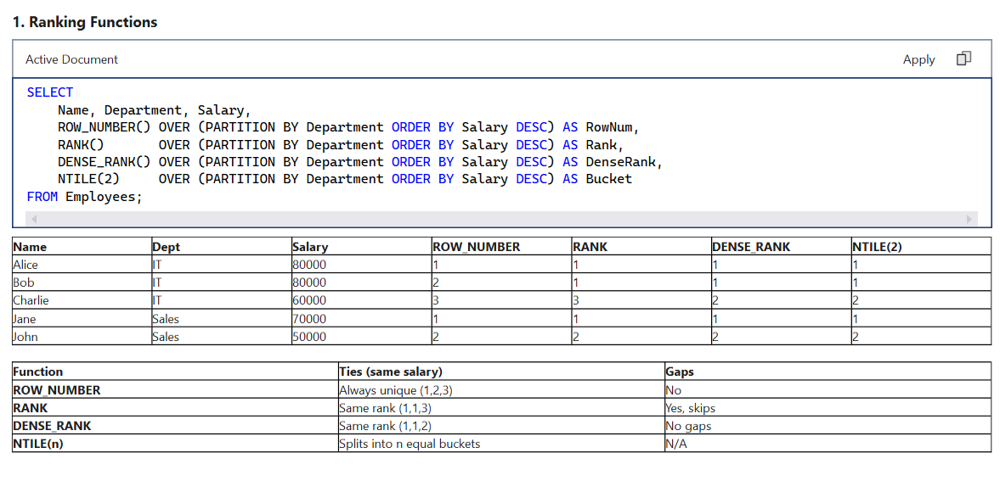 1. Ranking Functions
Active Document
Apply
SELECT
Name, Department, Salary,
ROW_NUMBER() OVER (PARTITION BY Department ORDER BY Salary DESC) AS RowNum,
RANK()       OVER (PARTITION BY Department ORDER BY Salary DESC) AS Rank,
DENSE_RANK() OVER (PARTITION BY Department ORDER BY Salary DESC) AS DenseRank,
NTILE(2)     OVER (PARTITION BY Department ORDER BY Salary DESC) AS Bucket
FROM Employees;
Name Dept Salary ROW_NUMBER RANK DENSE_RANK NTILE(2)
Alice IT 80000 1 1 1 1
Bob IT 80000 2 1 1 1
Charlie IT 60000 3 3 2 2
Jane Sales 70000 1 1 1 1
John Sales 50000 2 2 2 2
Function Ties (same salary) Gaps
ROW_NUMBER Always unique (1,2,3) No
RANK Same rank (1,1,3) Yes, skips
DENSE_RANK Same rank (1,1,2) No gaps
NTILE(n) Splits into n equal buckets N/A